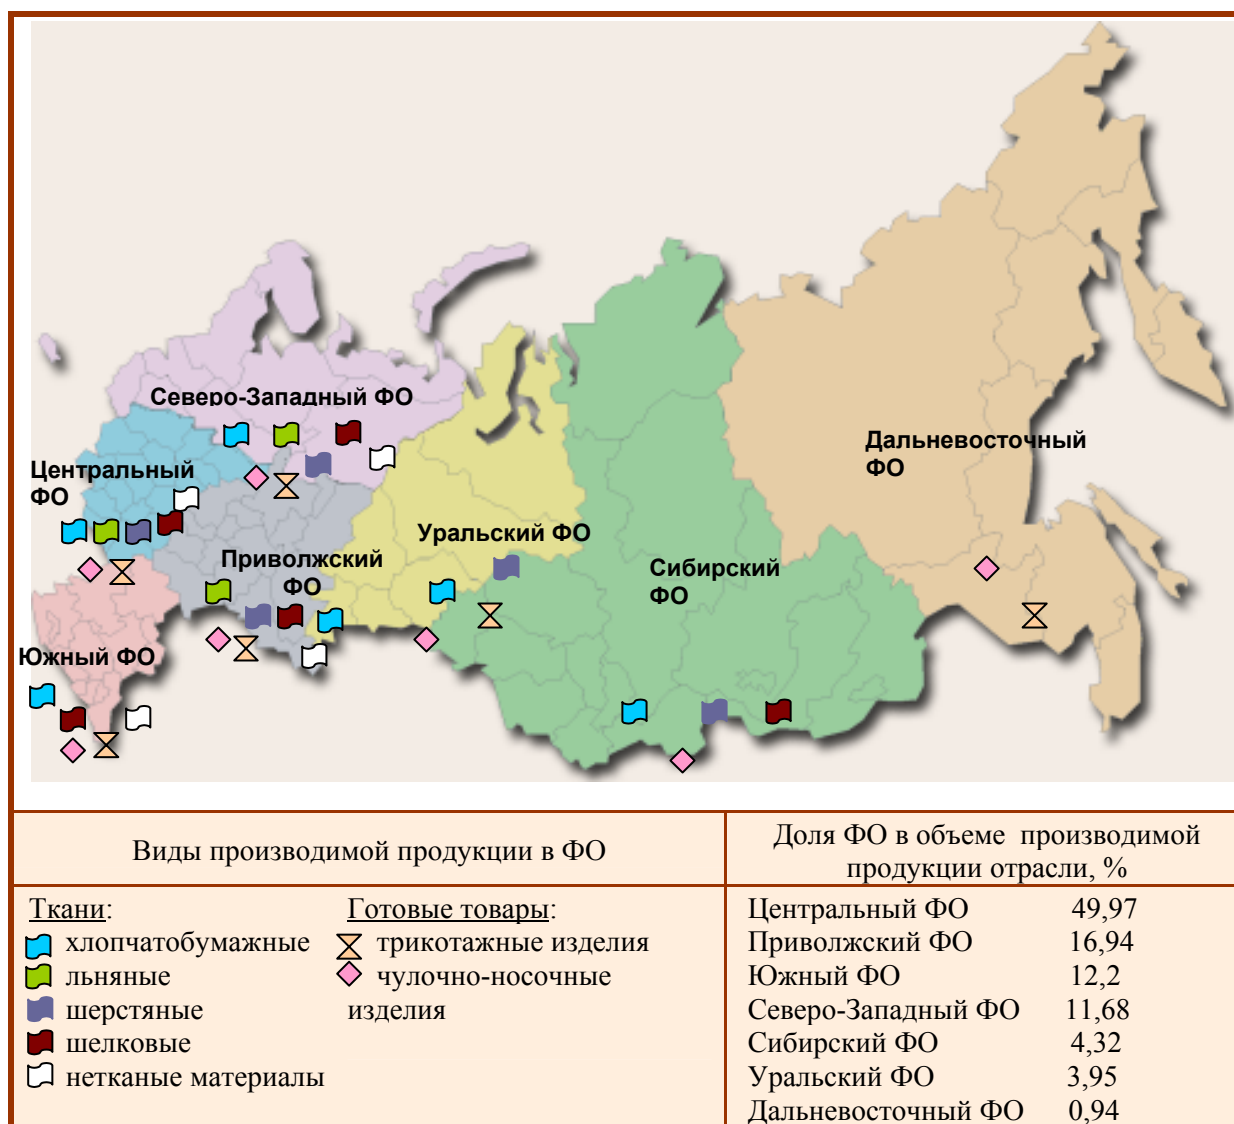 Северо-Западный ФО
Центральный
ФО
Дальневосточный
ФО
Уральский ФО
Приволжский
ФО
Сибирский
ФО
Южный ФО
Виды производимой продукции в ФО
Доля ФО в объеме производимой
продукции отрасли, %
Ткани:
хлопчатобумажные
льняные
шерстяные
шелковые
нетканые материалы
Готовые товары:
трикотажные изделия
чулочно-носочные
изделия
Центральный ФО 49,97
Приволжский ФО 16,94
Южный ФО 12,2
Северо-Западный ФО 11,68
Сибирский ФО 4,32
Уральский ФО 3,95
Дальневосточный ФО 0,94